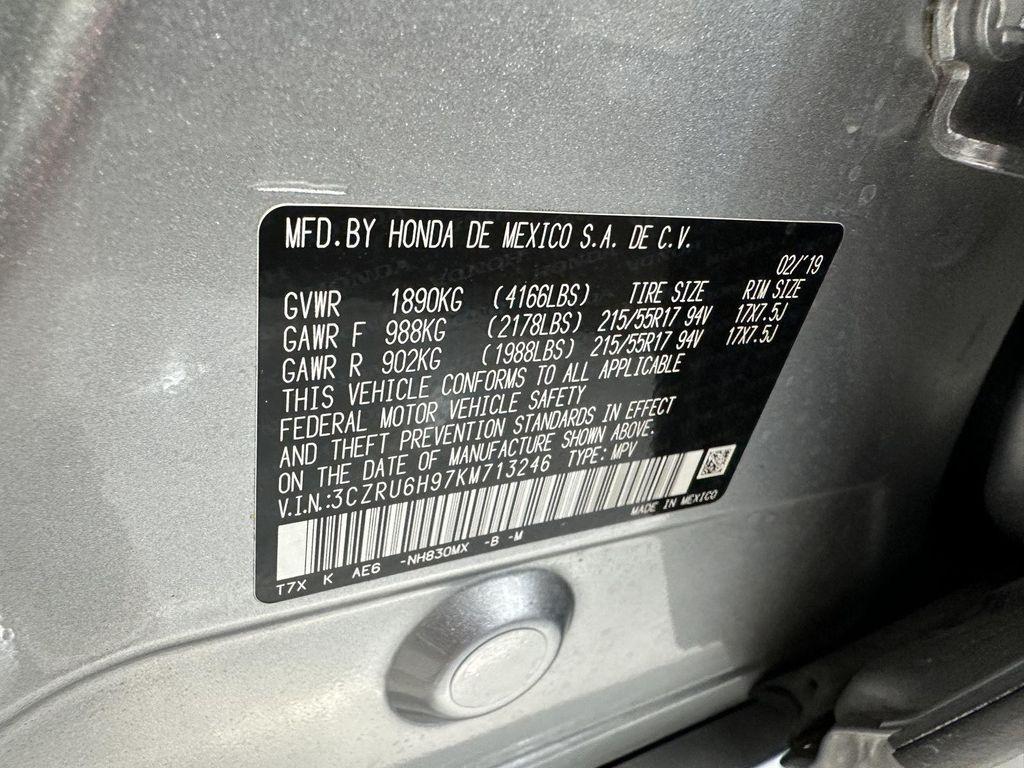 MFD.BY HONDA DE MEXICO S.A. DE C.V.
02/'19
GVWR 1890KG (4166LBS) TIRE SIZE RIM SIZE
GAWR F 988KG (2178LBS) 215/55R17 94V 17X7.5J
GAWR R 902KG (1988LBS) 215/55R17 94V 17X7.5J
THIS VEHICLE CONFORMS TO ALL APPLICABLE
FEDERAL MOTOR VEHICLE SAFETY
AND THEFT PREVENTION STANDARDS IN EFFECT
ON THE DATE OF MANUFACTURE SHOWN ABOVE.
V.I.N.:3CZRU6H97KM713246 TYPE: MPV
MADE IN MEXICO
T7X K AE6 -NH830MX -B -M